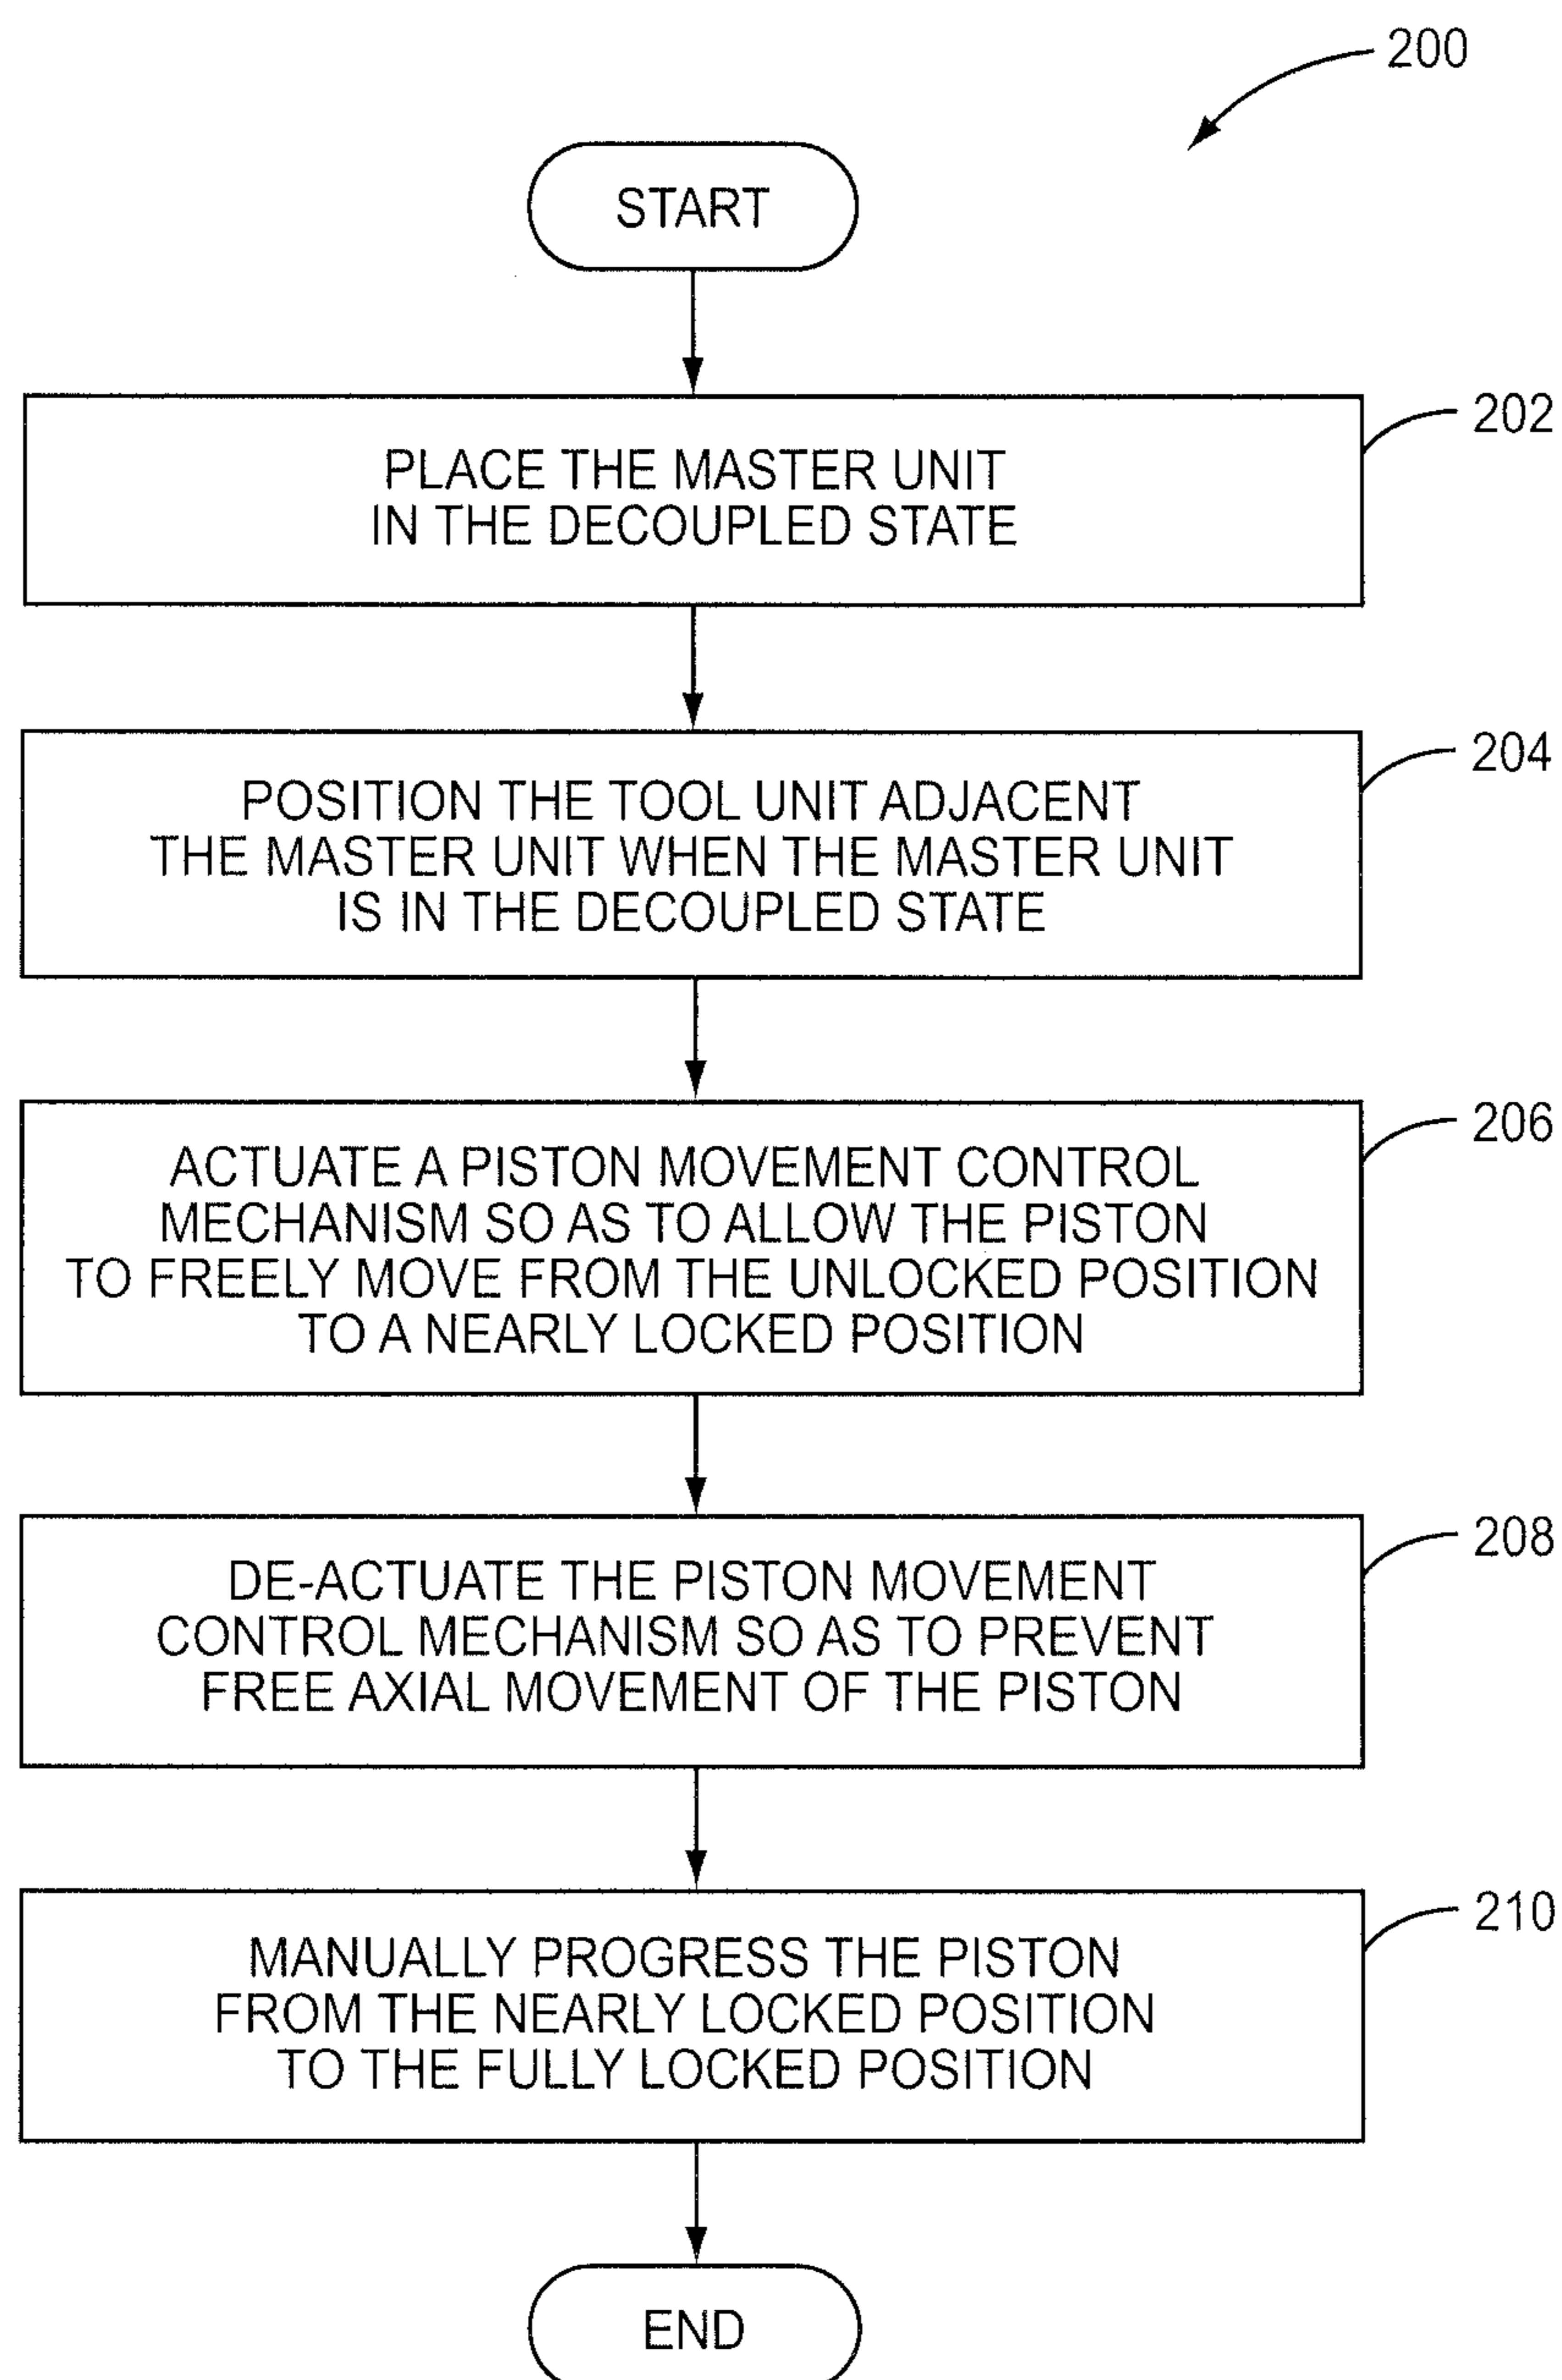 200
START
202
PLACE THE MASTER UNIT
IN THE DECOUPLED STATE
204
POSITION THE TOOL UNIT ADJACENT
THE MASTER UNIT WHEN THE MASTER UNIT
IS IN THE DECOUPLED STATE
206
ACTUATE A PISTON MOVEMENT CONTROL
MECHANISM SO AS TO ALLOW THE PISTON
TO FREELY MOVE FROM THE UNLOCKED POSITION
TO A NEARLY LOCKED POSITION
208
DE-ACTUATE THE PISTON MOVEMENT
CONTROL MECHANISM SO AS TO PREVENT
FREE AXIAL MOVEMENT OF THE PISTON
210
MANUALLY PROGRESS THE PISTON
FROM THE NEARLY LOCKED POSITION
TO THE FULLY LOCKED POSITION
END